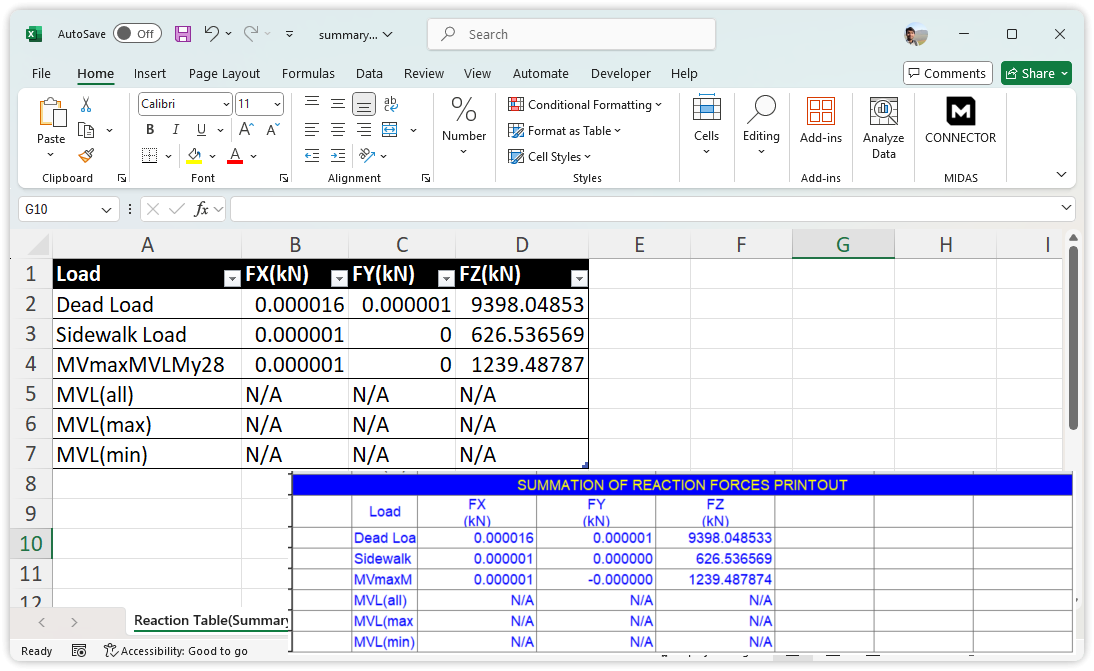 AutoSave Off summary... Search
File Home Insert Page Layout Formulas Data Review View Automate Developer Help Comments Share
Paste Calibri 11 ab Number Conditional Formatting Cells Editing Add-ins Analyze Data CONNECTOR
B I U A A Format as Table
A Cell Styles
Clipboard Font Alignment Styles Add-ins MIDAS
G10 fx
A B C D E F G H I
1 Load FX(kN) FY(kN) FZ(kN)
2 Dead Load 0.000016 0.000001 9398.04853
3 Sidewalk Load 0.000001 0 626.536569
4 MVmaxMVLMy28 0.000001 0 1239.48787
5 MVL(all) N/A N/A N/A
6 MVL(max) N/A N/A N/A
7 MVL(min) N/A N/A N/A
8
9
10
11
12
SUMMATION OF REACTION FORCES PRINTOUT
Load FX (kN) FY (kN) FZ (kN)
Dead Loa 0.000016 0.000001 9398.048533
Sidewalk 0.000001 0.000000 626.536569
MVmaxM 0.000001 -0.000000 1239.487874
MVL(all) N/A N/A N/A
MVL(max N/A N/A N/A
MVL(min) N/A N/A N/A
Reaction Table(Summary
Ready Accessibility: Good to go